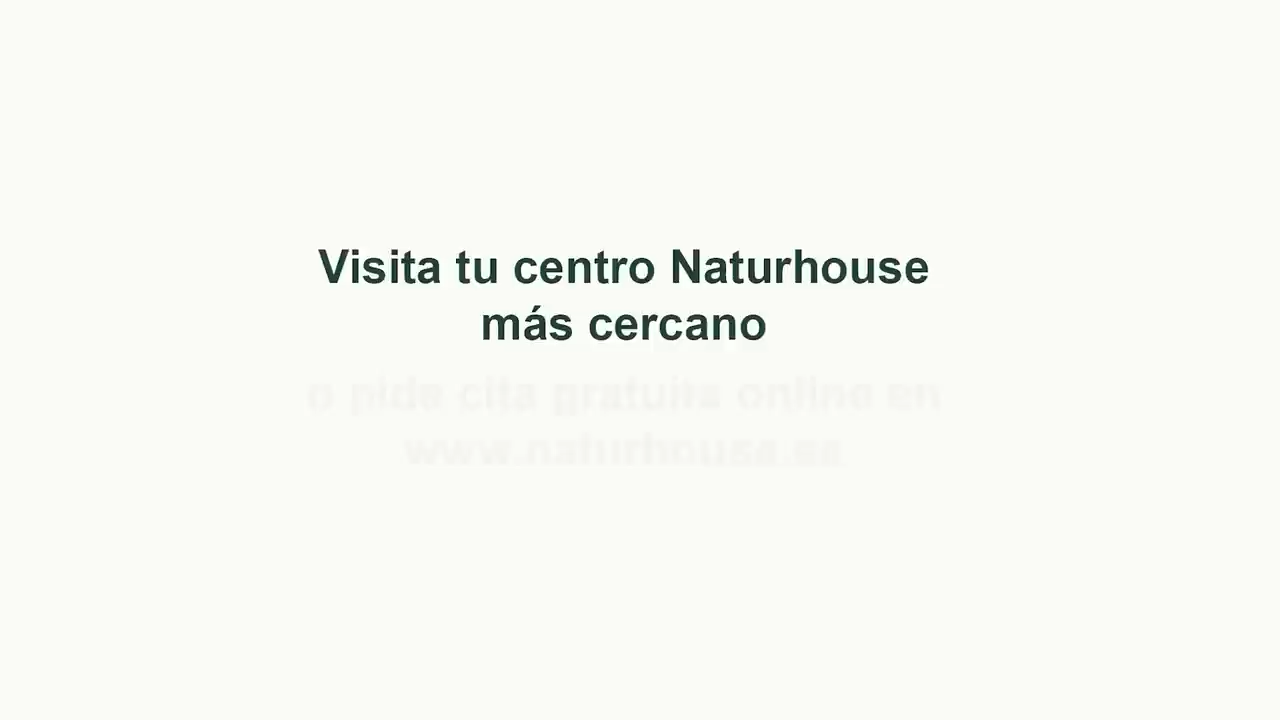 Visita tu centro Naturhouse
más cercano
o pide cita gratuita online en
www.naturhouse.es